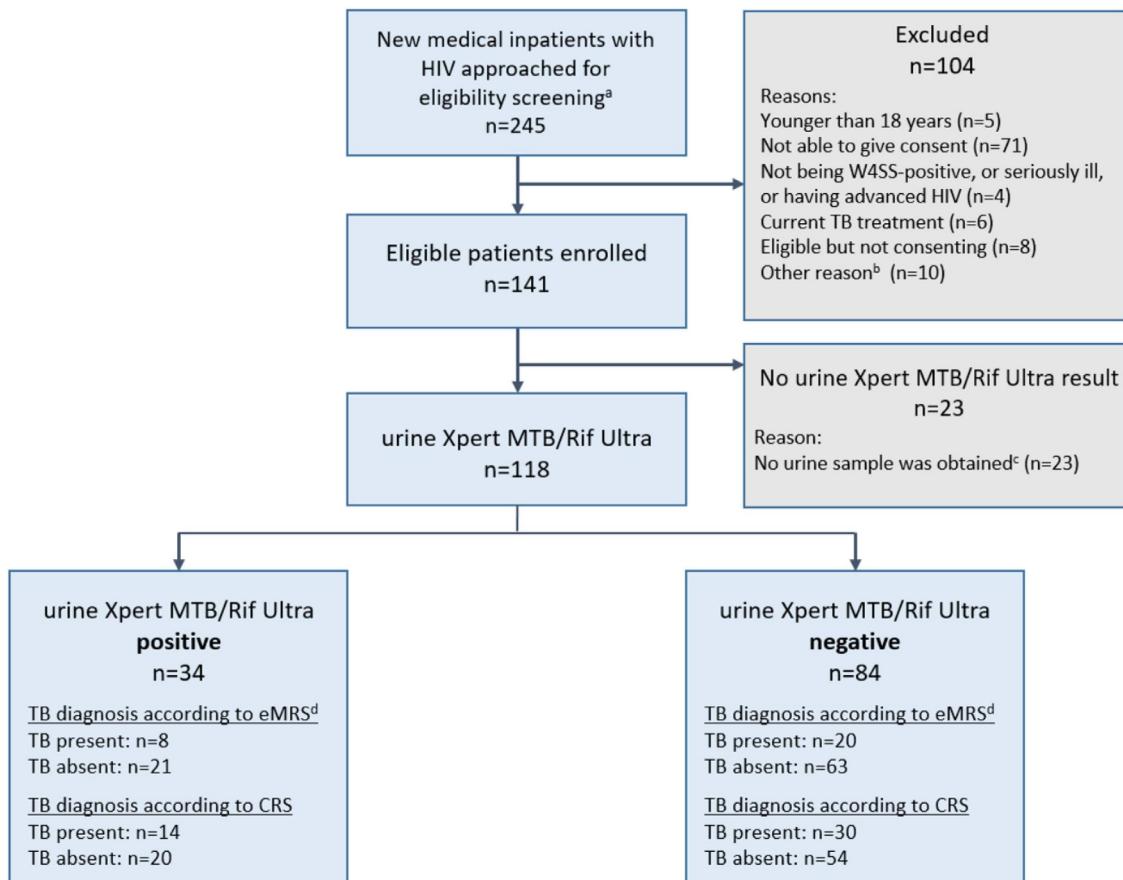 New medical inpatients with
HIV approached for
eligibility screeningᵃ
n=245
Excluded
n=104
Reasons:
Younger than 18 years (n=5)
Not able to give consent (n=71)
Not being W4SS-positive, or seriously ill,
or having advanced HIV (n=4)
Current TB treatment (n=6)
Eligible but not consenting (n=8)
Other reasonᵇ (n=10)
Eligible patients enrolled
n=141
No urine Xpert MTB/Rif Ultra result
n=23
Reason:
No urine sample was obtainedᶜ (n=23)
urine Xpert MTB/Rif Ultra
n=118
urine Xpert MTB/Rif Ultra
positive
n=34
TB diagnosis according to eMRSᵈ
TB present: n=8
TB absent: n=21
TB diagnosis according to CRS
TB present: n=14
TB absent: n=20
urine Xpert MTB/Rif Ultra
negative
n=84
TB diagnosis according to eMRSᵈ
TB present: n=20
TB absent: n=63
TB diagnosis according to CRS
TB present: n=30
TB absent: n=54